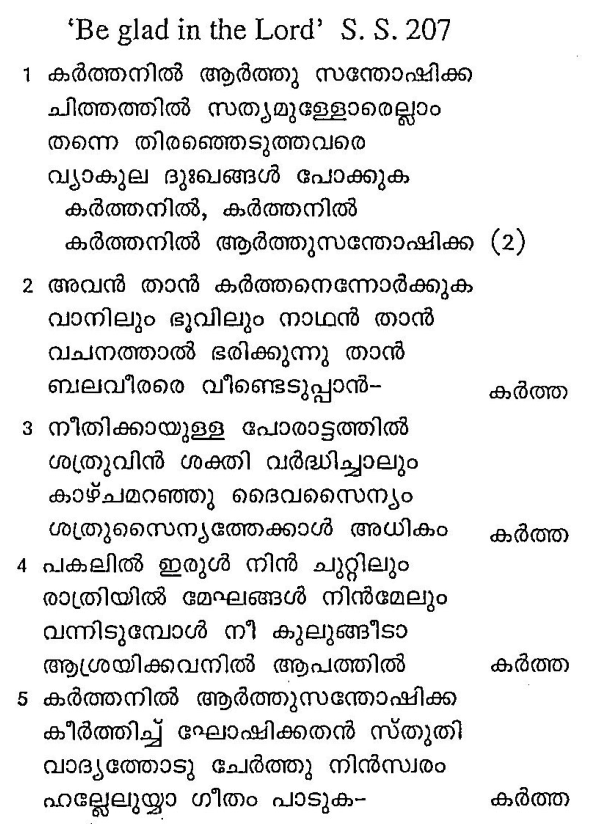 'Be glad in the Lord' S. S. 207
1 കർത്തനിൽ ആർത്തു സന്തോഷിക്ക
ചിത്തത്തിൽ സത്യമുള്ളോരെല്ലാം
തന്നെ തിരഞ്ഞെടുത്തവരെ
വ്യാകുല ദുഃഖങ്ങൾ പോക്കുക
കർത്തനിൽ, കർത്തനിൽ
കർത്തനിൽ ആർത്തുസന്തോഷിക്ക (2)
2 അവൻ താൻ കർത്തനെന്നോർക്കുക
വാനിലും ഭൂവിലും നാഥൻ താൻ
വചനത്താൽ ഭരിക്കുന്നു താൻ
ബലവീരരെ വീണ്ടെടുപ്പാൻ– കർത്ത
3 നീതിക്കായുള്ള പോരാട്ടത്തിൽ
ശത്രുവിൻ ശക്തി വർദ്ധിച്ചാലും
കാഴ്ചമറഞ്ഞു ദൈവസൈന്യം
ശത്രുസൈന്യത്തേക്കാൾ അധികം കർത്ത
4 പകലിൽ ഇരുൾ നിൻ ചുറ്റിലും
രാത്രിയിൽ മേഘങ്ങൾ നിൻമേലും
വന്നിടുമ്പോൾ നീ കുലുങ്ങീടാ
ആശ്രയിക്കവനിൽ ആപത്തിൽ കർത്ത
5 കർത്തനിൽ ആർത്തുസന്തോഷിക്ക
കീർത്തിച്ച് ഘോഷിക്കതൻ സ്തുതി
വാദ്യത്തോടു ചേർത്തു നിൻസ്വരം
ഹല്ലേലുയ്യാ ഗീതം പാടുക– കർത്ത